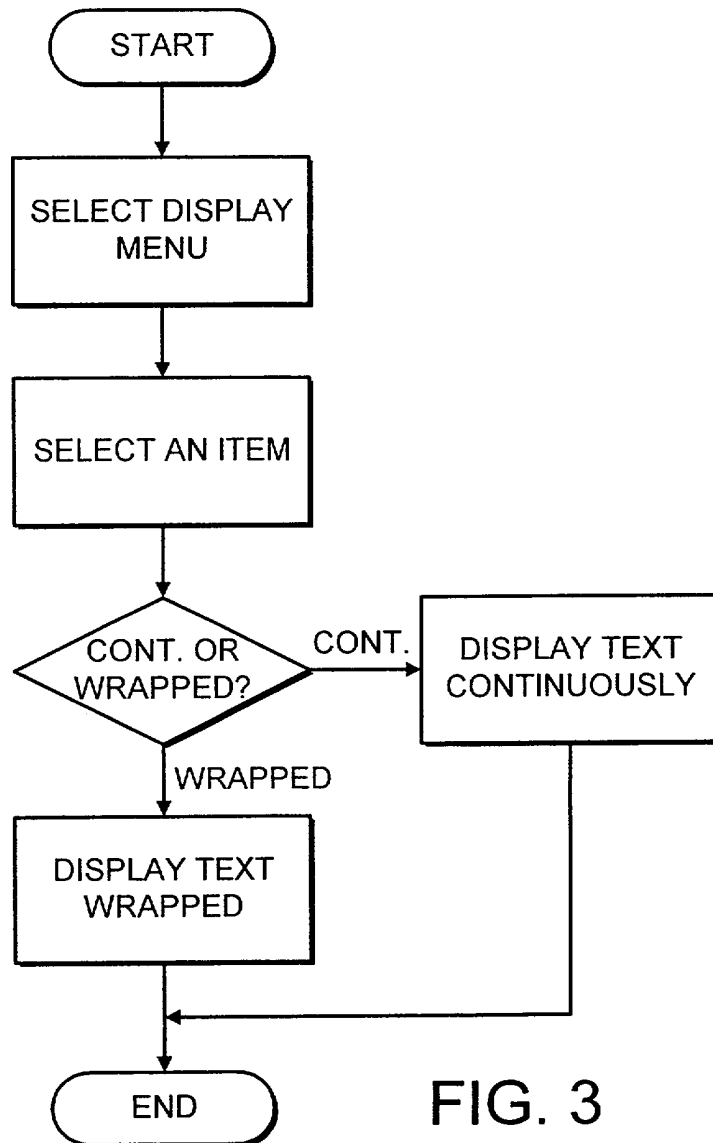 START
SELECT DISPLAY
MENU
SELECT AN ITEM
CONT. OR
WRAPPED?
CONT.
DISPLAY TEXT
CONTINUOUSLY
WRAPPED
DISPLAY TEXT
WRAPPED
END
FIG. 3